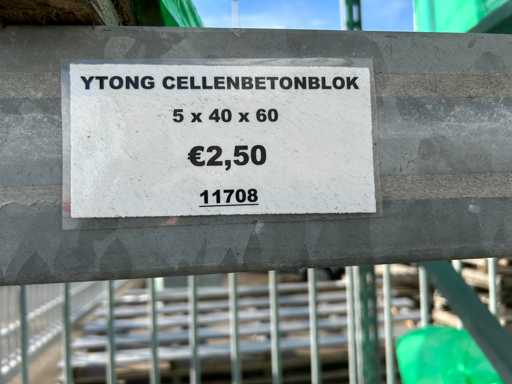 YTONG CELLENBETONBLOK
5 x 40 x 60
€2,50
11708